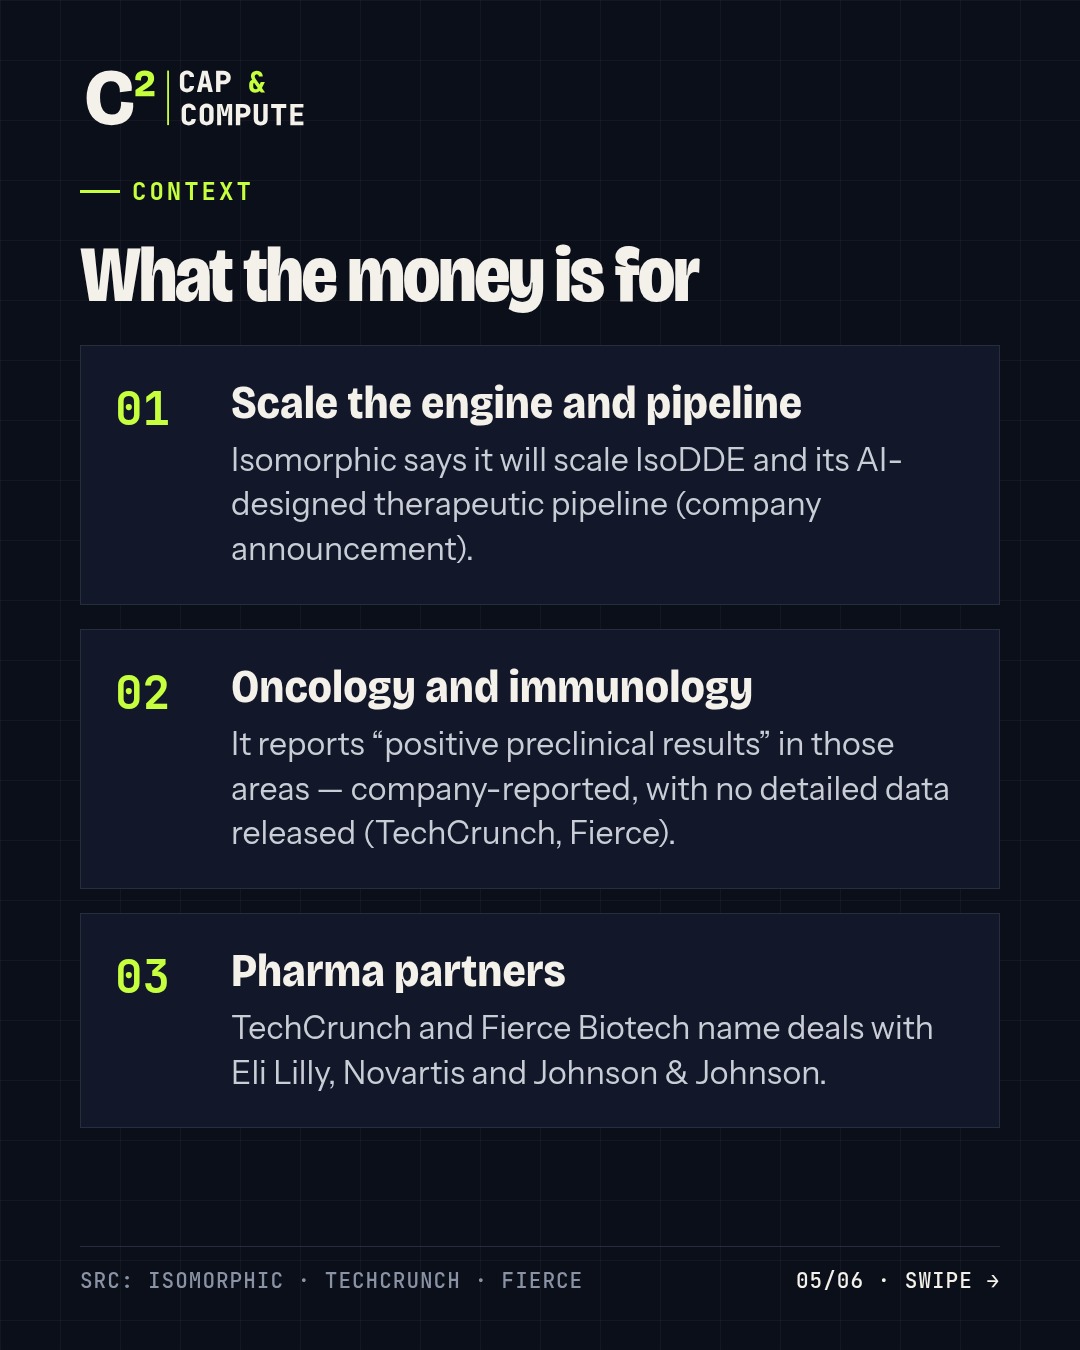 C² CAP &
COMPUTE
CONTEXT
What the money is for
01
Scale the engine and pipeline
Isomorphic says it will scale IsoDDE and its AI-
designed therapeutic pipeline (company
announcement).
02
Oncology and immunology
It reports “positive preclinical results” in those
areas — company-reported, with no detailed data
released (TechCrunch, Fierce).
03
Pharma partners
TechCrunch and Fierce Biotech name deals with
Eli Lilly, Novartis and Johnson & Johnson.
SRC: ISOMORPHIC · TECHCRUNCH · FIERCE
05/06 · SWIPE →